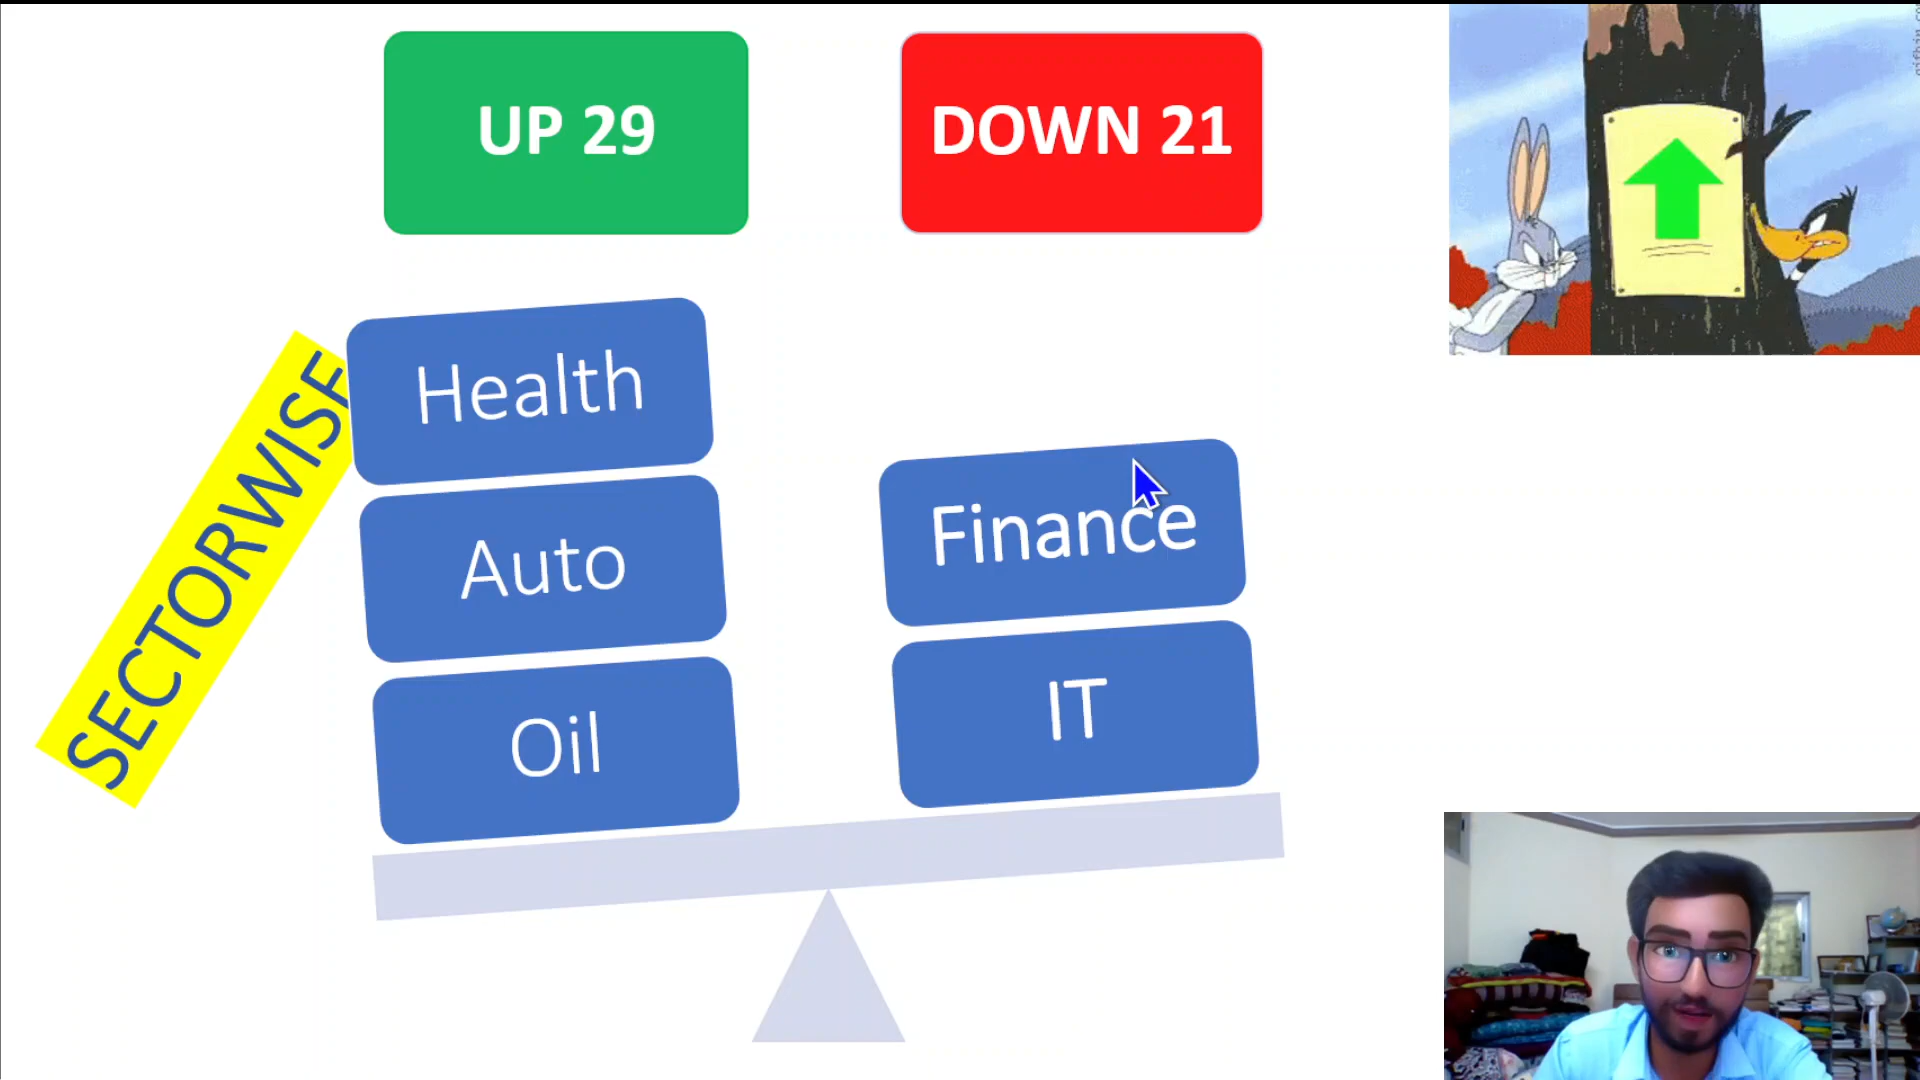 UP 29
DOWN 21
SECTORWISE
Health
Auto
Oil
Finance
IT